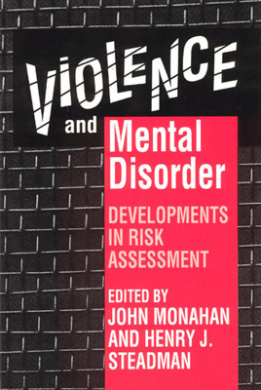 VIOLENCE
and Mental
Disorder
DEVELOPMENTS
IN RISK
ASSESSMENT
EDITED BY
JOHN MONAHAN
AND HENRY J.
STEADMAN